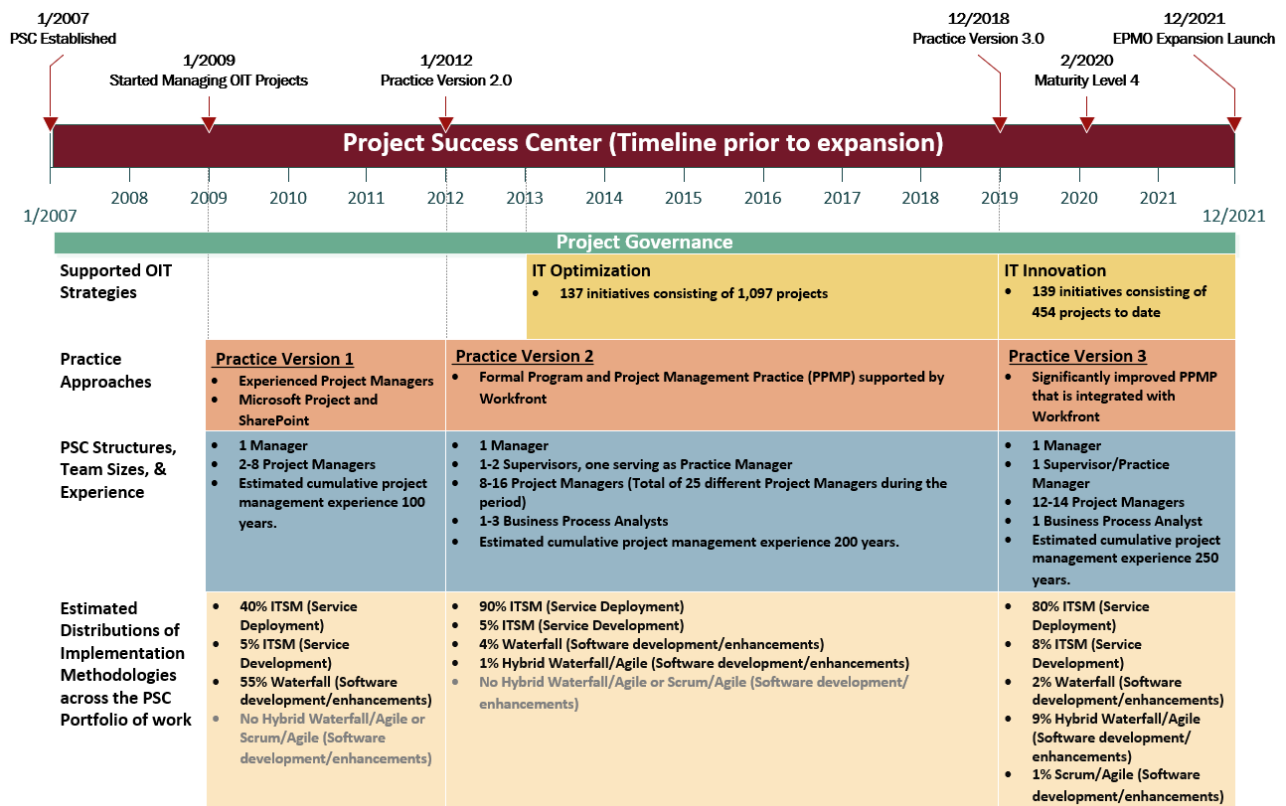 1/2007
PSC Established
1/2009
Started Managing OIT Projects
1/2012
Practice Version 2.0
12/2018
Practice Version 3.0
2/2020
Maturity Level 4
12/2021
EPMO Expansion Launch
Project Success Center (Timeline prior to expansion)
1/2007
2008
2009
2010
2011
2012
2013
2014
2015
2016
2017
2018
2019
2020
2021
12/2021
Project Governance
Supported OIT
Strategies
IT Optimization
• 137 initiatives consisting of 1,097 projects
IT Innovation
• 139 initiatives consisting of
454 projects to date
Practice
Approaches
Practice Version 1
• Experienced Project Managers
• Microsoft Project and
SharePoint
Practice Version 2
• Formal Program and Project Management Practice (PPMP) supported by
Workfront
Practice Version 3
• Significantly improved PPMP
that is integrated with
Workfront
PSC Structures,
Team Sizes, &
Experience
• 1 Manager
• 2-8 Project Managers
• Estimated cumulative project
management experience 100
years.
• 1 Manager
• 1-2 Supervisors, one serving as Practice Manager
• 8-16 Project Managers (Total of 25 different Project Managers during the
period)
• 1-3 Business Process Analysts
• Estimated cumulative project management experience 200 years.
• 1 Manager
• 1 Supervisor/Practice
Manager
• 12-14 Project Managers
• 1 Business Process Analyst
• Estimated cumulative project
management experience 250
years.
Estimated
Distributions of
Implementation
Methodologies
across the PSC
Portfolio of work
• 40% ITSM (Service
Deployment)
• 5% ITSM (Service
Development)
• 55% Waterfall (Software
development/enhancements)
• No Hybrid Waterfall/Agile or
Scrum/Agile (Software
development/enhancements)
• 90% ITSM (Service Deployment)
• 5% ITSM (Service Development)
• 4% Waterfall (Software development/enhancements)
• 1% Hybrid Waterfall/Agile (Software development/enhancements)
• No Hybrid Waterfall/Agile or Scrum/Agile (Software development/
enhancements)
• 80% ITSM (Service
Deployment)
• 8% ITSM (Service
Development)
• 2% Waterfall (Software
development/enhancements)
• 9% Hybrid Waterfall/Agile
(Software development/
enhancements)
• 1% Scrum/Agile (Software
development/enhancements)